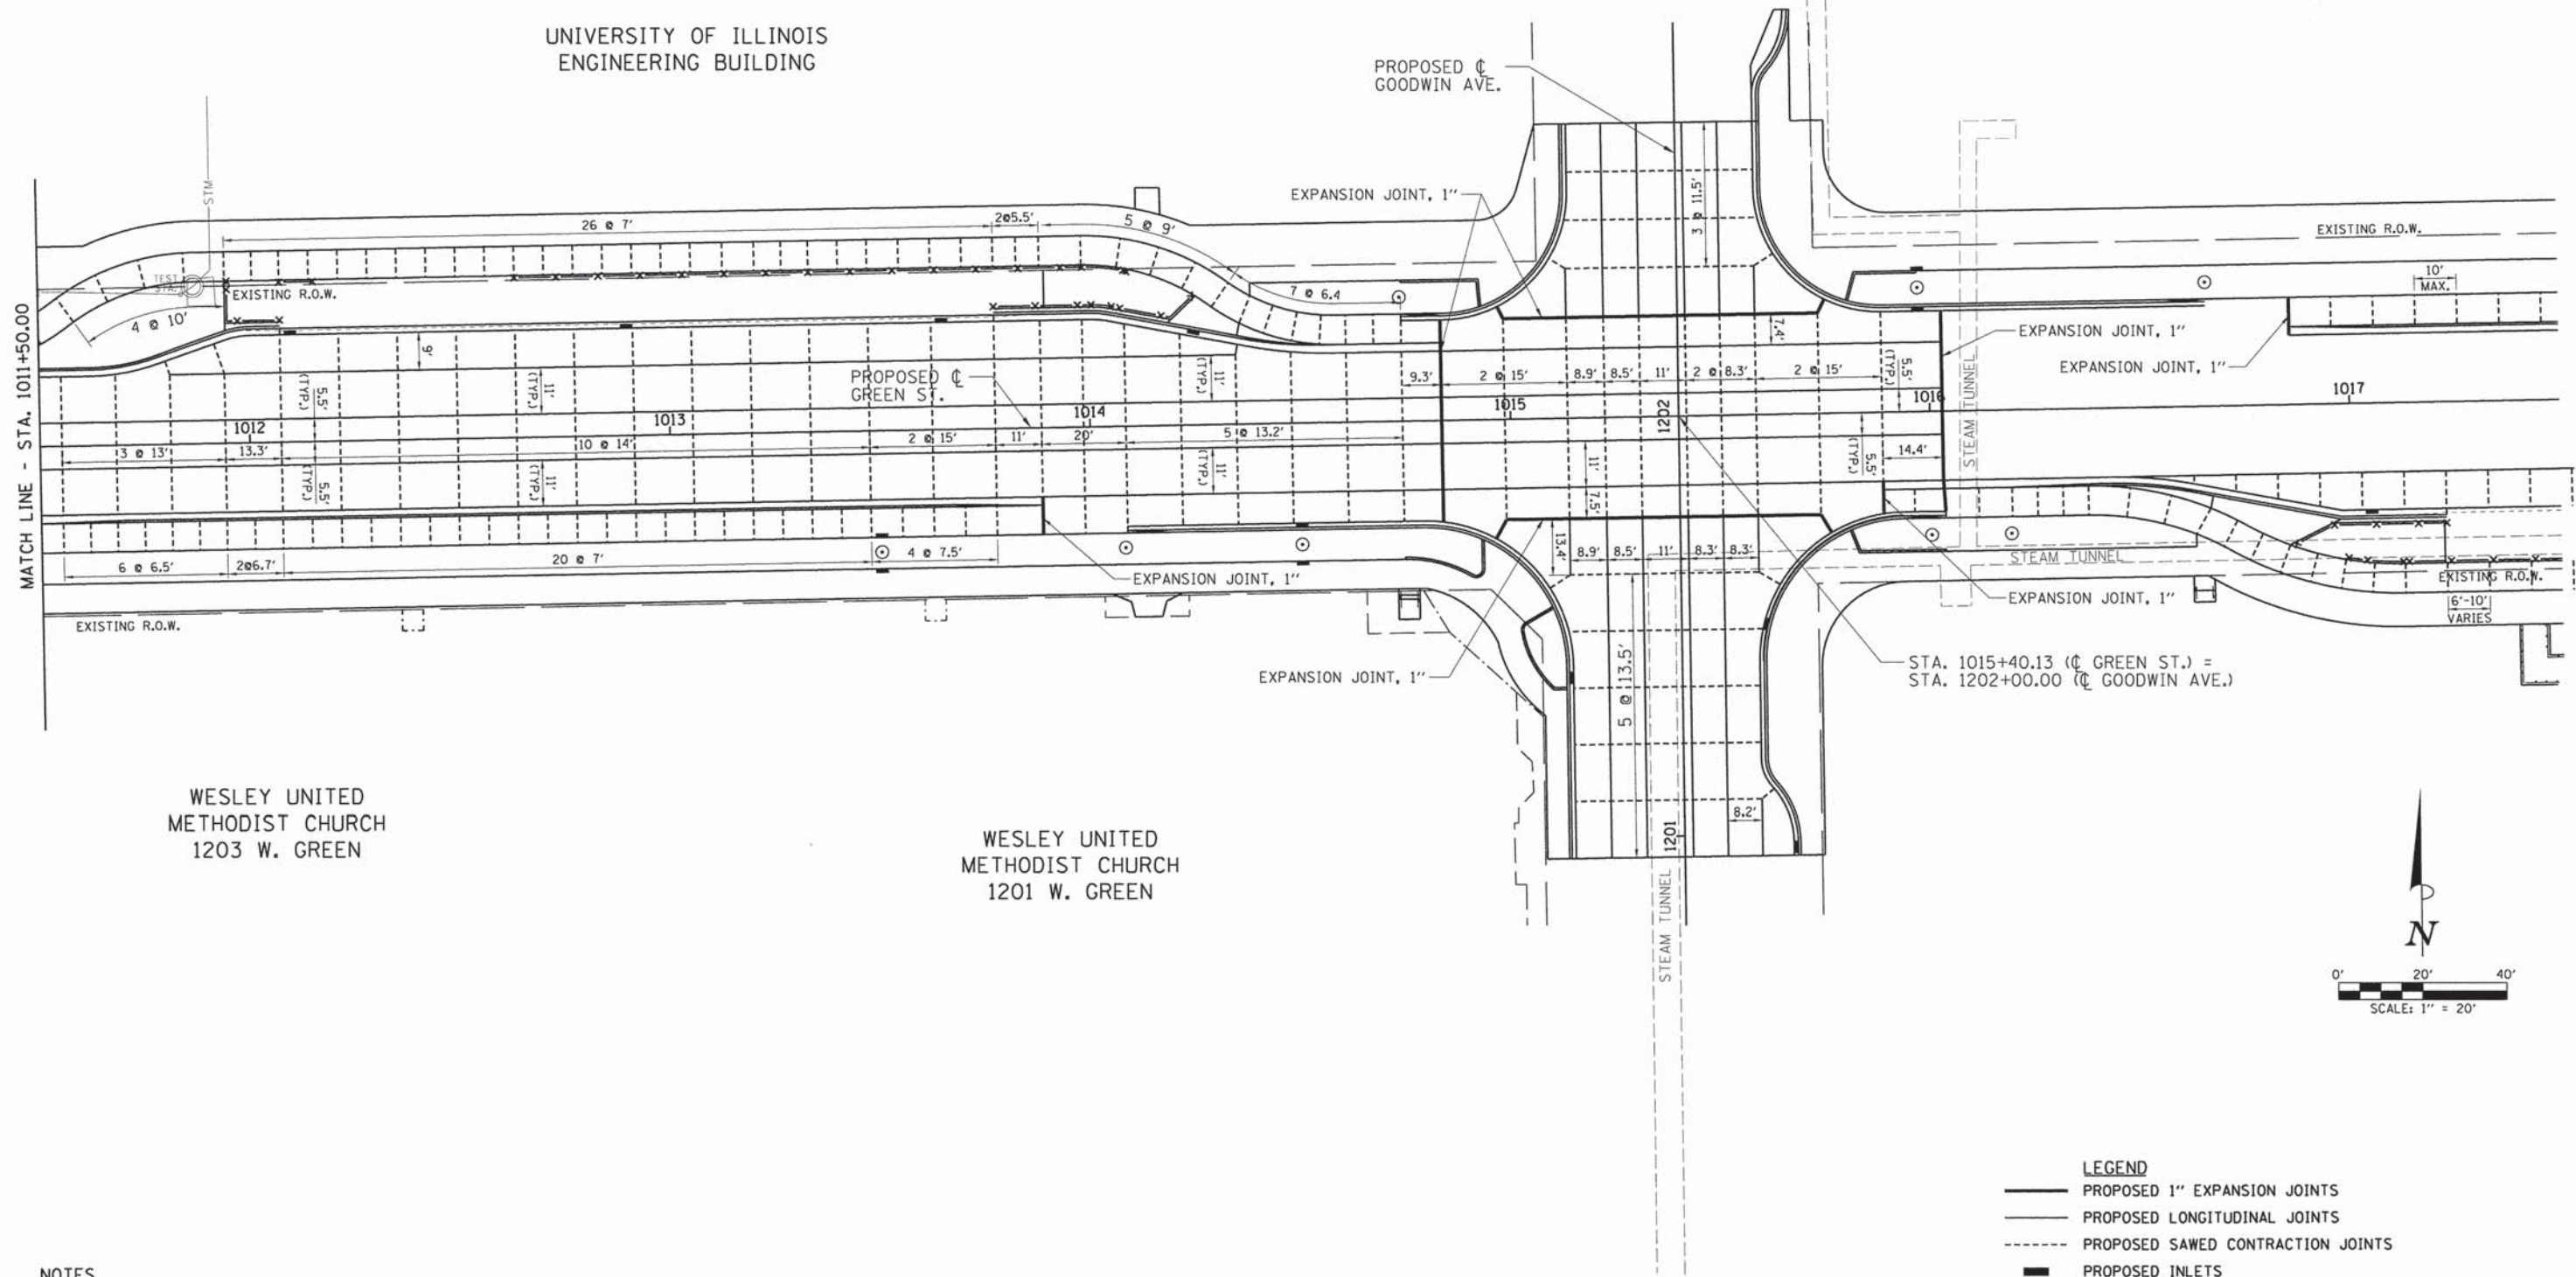 UNIVERSITY OF ILLINOIS
ENGINEERING BUILDING
PROPOSED ℄
GOODWIN AVE.
STM
EXPANSION JOINT, 1"
3 @ 11.5'
26 @ 7'
2@5.5'
5 @ 9'
EXISTING R.O.W.
TEST
STA.
EXISTING R.O.W.
4 @ 10'
7 @ 6.4
10'
MAX.
MATCH LINE - STA. 1011+50.00
9'
7.4'
EXPANSION JOINT, 1"
EXPANSION JOINT, 1"
5.5'
(TYP.)
11'
(TYP.)
PROPOSED ℄
GREEN ST.
11'
(TYP.)
9.3'
2 @ 15'
8.9'
8.5'
11'
2 @ 8.3'
2 @ 15'
5.5'
(TYP.)
STEAM TUNNEL
1012
1013
1014
1015
1202
1016
1017
3 @ 13'
13.3'
10 @ 14'
2 @ 15'
11'
20'
5 @ 13.2'
5.5'
(TYP.)
11'
(TYP.)
11'
(TYP.)
11'
7.5'
5.5'
(TYP.)
14.4'
6 @ 6.5'
2@6.7'
20 @ 7'
4 @ 7.5'
EXPANSION JOINT, 1"
13.4'
8.9'
8.5'
11'
8.3'
8.3'
STEAM TUNNEL
EXISTING R.O.W.
EXPANSION JOINT, 1"
6'-10'
VARIES
EXISTING R.O.W.
EXPANSION JOINT, 1"
5 @ 13.5'
STA. 1015+40.13 (℄ GREEN ST.) =
STA. 1202+00.00 (℄ GOODWIN AVE.)
WESLEY UNITED
METHODIST CHURCH
1203 W. GREEN
WESLEY UNITED
METHODIST CHURCH
1201 W. GREEN
1201
8.2'
STEAM TUNNEL
N
0'
20'
40'
SCALE: 1" = 20'
LEGEND
PROPOSED 1" EXPANSION JOINTS
PROPOSED LONGITUDINAL JOINTS
PROPOSED SAWED CONTRACTION JOINTS
PROPOSED INLETS
NOTES